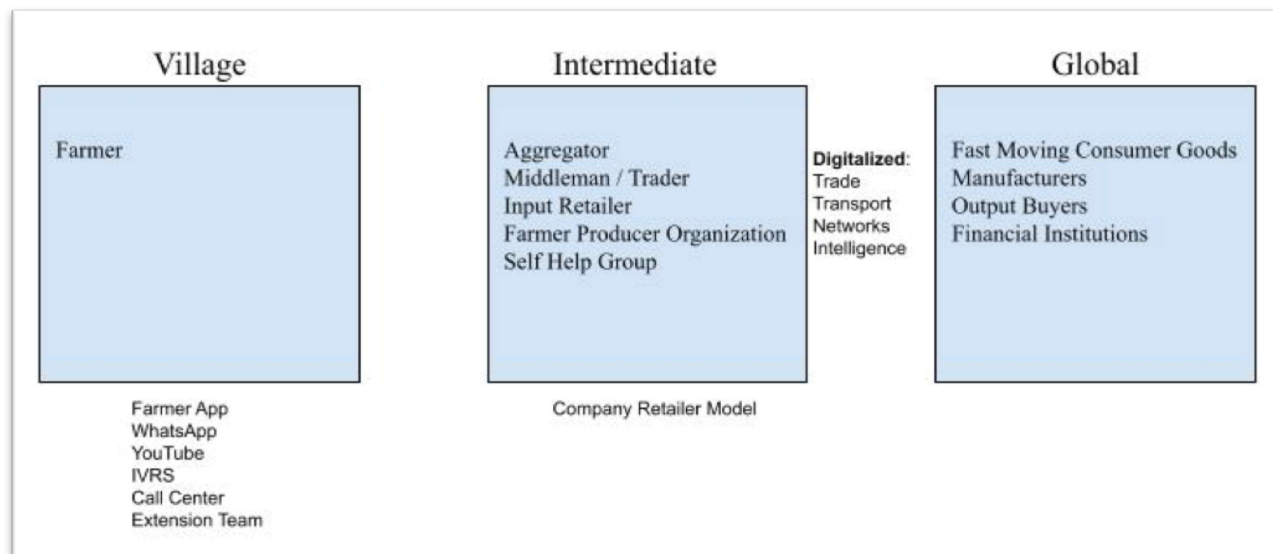 Village
Farmer
Farmer App
WhatsApp
YouTube
IVRS
Call Center
Extension Team
Intermediate
Aggregator
Middleman / Trader
Input Retailer
Farmer Producer Organization
Self Help Group
Company Retailer Model
Digitalized:
Trade
Transport
Networks
Intelligence
Global
Fast Moving Consumer Goods
Manufacturers
Output Buyers
Financial Institutions